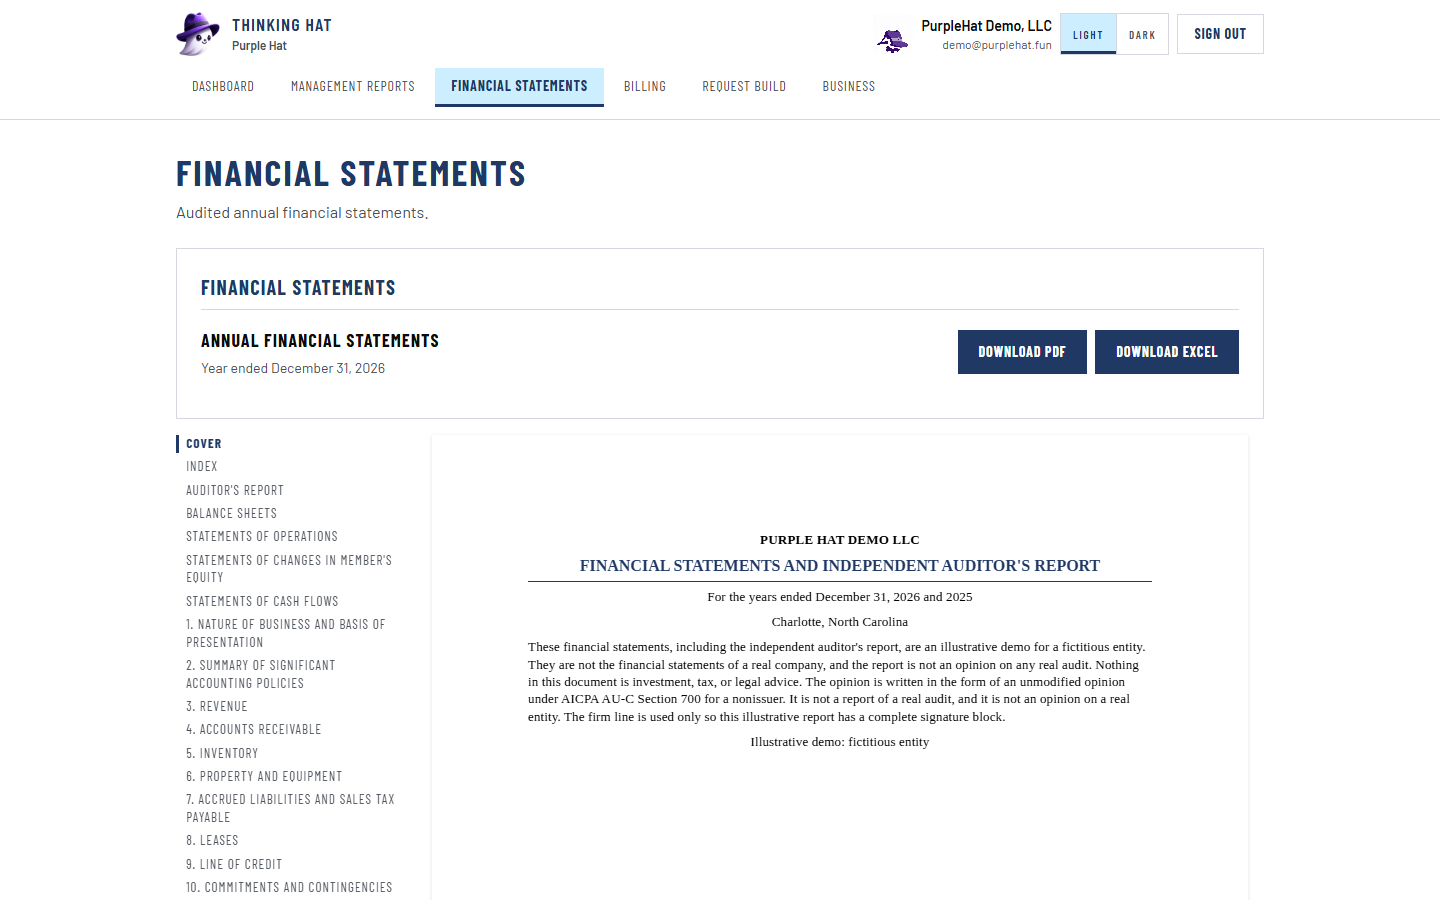 THINKING HAT
Purple Hat
PurpleHat Demo, LLC
demo@purplehat.fun
LIGHT
DARK
SIGN OUT
DASHBOARD
MANAGEMENT REPORTS
FINANCIAL STATEMENTS
BILLING
REQUEST BUILD
BUSINESS
FINANCIAL STATEMENTS
Audited annual financial statements.
FINANCIAL STATEMENTS
ANNUAL FINANCIAL STATEMENTS
Year ended December 31, 2026
DOWNLOAD PDF
DOWNLOAD EXCEL
COVER
INDEX
AUDITOR'S REPORT
BALANCE SHEETS
STATEMENTS OF OPERATIONS
STATEMENTS OF CHANGES IN MEMBER'S
EQUITY
STATEMENTS OF CASH FLOWS
1. NATURE OF BUSINESS AND BASIS OF
PRESENTATION
2. SUMMARY OF SIGNIFICANT
ACCOUNTING POLICIES
3. REVENUE
4. ACCOUNTS RECEIVABLE
5. INVENTORY
6. PROPERTY AND EQUIPMENT
7. ACCRUED LIABILITIES AND SALES TAX
PAYABLE
8. LEASES
9. LINE OF CREDIT
10. COMMITMENTS AND CONTINGENCIES
PURPLE HAT DEMO LLC
FINANCIAL STATEMENTS AND INDEPENDENT AUDITOR'S REPORT
For the years ended December 31, 2026 and 2025
Charlotte, North Carolina
These financial statements, including the independent auditor's report, are an illustrative demo for a fictitious entity.
They are not the financial statements of a real company, and the report is not an opinion on any real audit. Nothing
in this document is investment, tax, or legal advice. The opinion is written in the form of an unmodified opinion
under AICPA AU-C Section 700 for a nonissuer. It is not a report of a real audit, and it is not an opinion on a real
entity. The firm line is used only so this illustrative report has a complete signature block.
Illustrative demo: fictitious entity